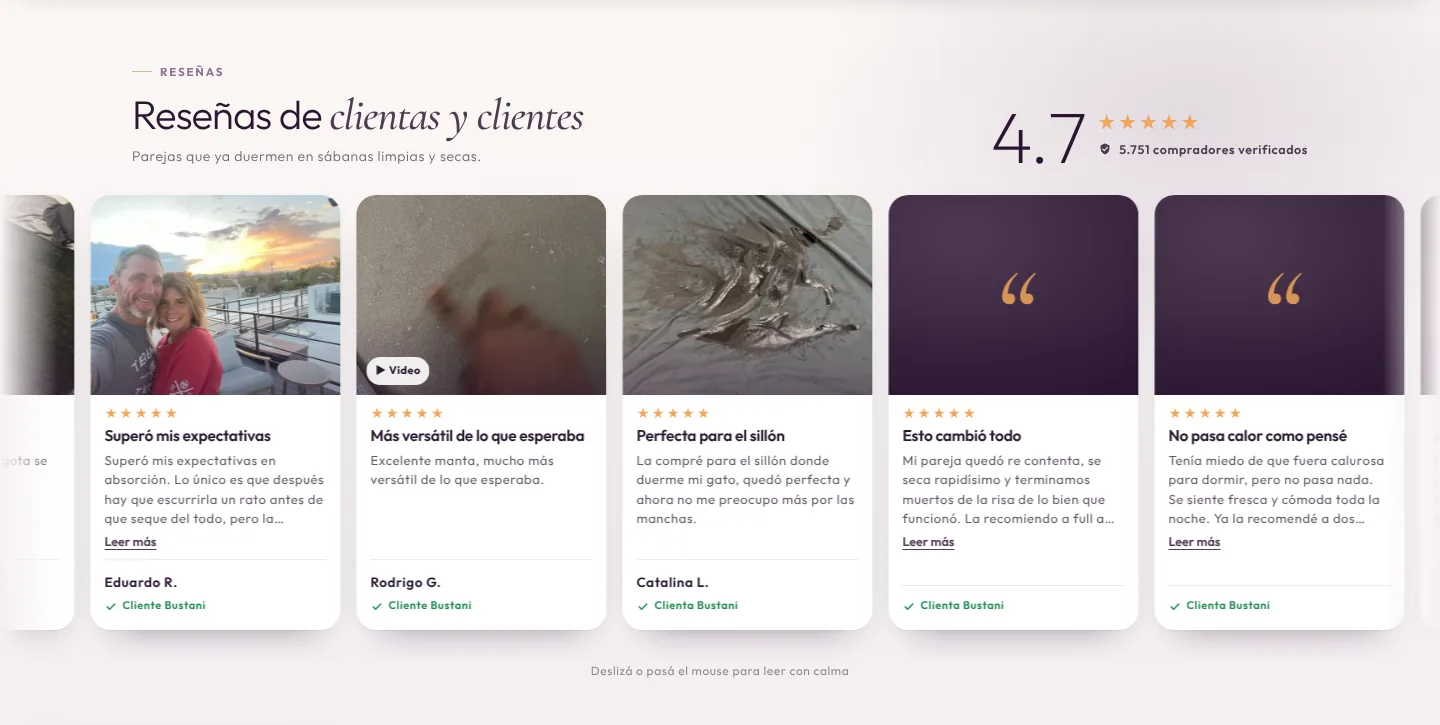 RESEÑAS
Reseñas de clientas y clientes
Parejas que ya duermen en sábanas limpias y secas.
4.7 ★★★★★
5.751 compradores verificados
gota se
★★★★★
Superó mis expectativas
Superó mis expectativas en
absorción. Lo único es que después
hay que escurrirla un rato antes de
que seque del todo, pero la…
Leer más
Eduardo R.
Cliente Bustani
Video
★★★★★
Más versátil de lo que esperaba
Excelente manta, mucho más
versátil de lo que esperaba.
Rodrigo G.
Cliente Bustani
★★★★★
Perfecta para el sillón
La compré para el sillón donde
duerme mi gato, quedó perfecta y
ahora no me preocupo más por las
manchas.
Catalina L.
Clienta Bustani
“
★★★★★
Esto cambió todo
Mi pareja quedó re contenta, se
seca rapidísimo y terminamos
muertos de la risa de lo bien que
funcionó. La recomiendo a full a…
Leer más
Clienta Bustani
“
★★★★★
No pasa calor como pensé
Tenía miedo de que fuera calurosa
para dormir, pero no pasa nada.
Se siente fresca y cómoda toda la
noche. Ya la recomendé a dos…
Leer más
Clienta Bustani
Deslizá o pasá el mouse para leer con calma